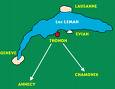 LAUSANNE
Lac LEMAN
EVIAN
THONON
GENEVE
CHAMONIX
ANNECY